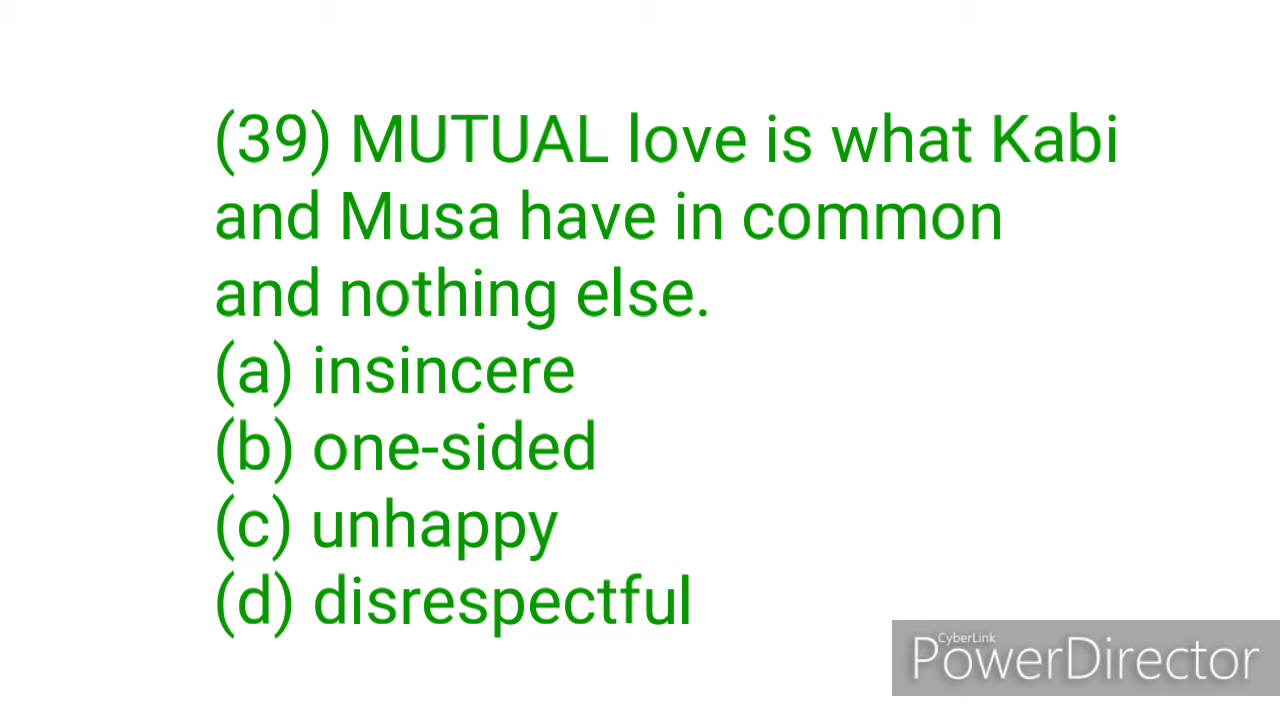 (39) MUTUAL love is what Kabi
and Musa have in common
and nothing else.
(a) insincere
(b) one-sided
(c) unhappy
(d) disrespectful
CyberLink
PowerDirector